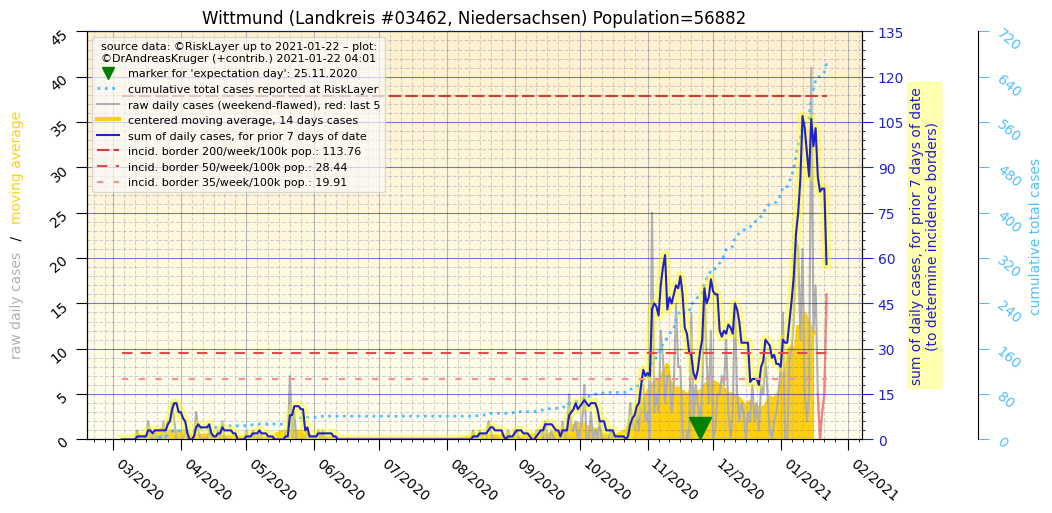 Wittmund (Landkreis #03462, Niedersachsen) Population=56882
source data: ©RiskLayer up to 2021-01-22 – plot:
©DrAndreasKruger (+contrib.) 2021-01-22 04:01
marker for 'expectation day': 25.11.2020
cumulative total cases reported at RiskLayer
raw daily cases (weekend-flawed), red: last 5
centered moving average, 14 days cases
sum of daily cases, for prior 7 days of date
incid. border 200/week/100k pop.: 113.76
incid. border 50/week/100k pop.: 28.44
incid. border 35/week/100k pop.: 19.91
raw daily cases / moving average
45
40
35
30
25
20
15
10
5
0
03/2020
04/2020
05/2020
06/2020
07/2020
08/2020
09/2020
10/2020
11/2020
12/2020
01/2021
02/2021
135
120
105
90
75
60
45
30
15
0
sum of daily cases, for prior 7 days of date
(to determine incidence borders)
720
640
560
480
400
320
240
160
80
0
cumulative total cases